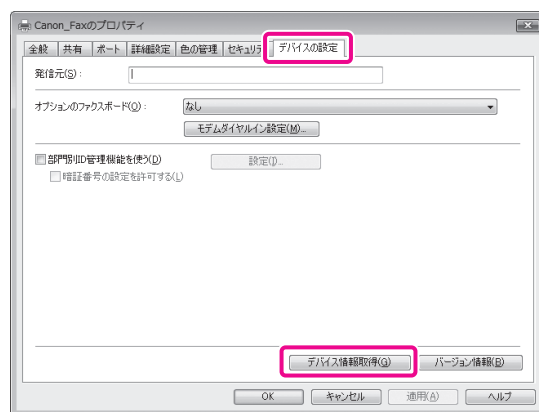 Canon_Faxのプロパティ
全般 共有 ポート 詳細設定 色の管理 セキュリテ デバイスの設定
発信元(S):
オプションのファクスボード(O): なし
モデムダイヤルイン設定(M)...
部門別ID管理機能を使う(D) 設定(I)...
暗証番号の設定を許可する(L)
デバイス情報取得(G) バージョン情報(B)
OK キャンセル 適用(A) ヘルプ